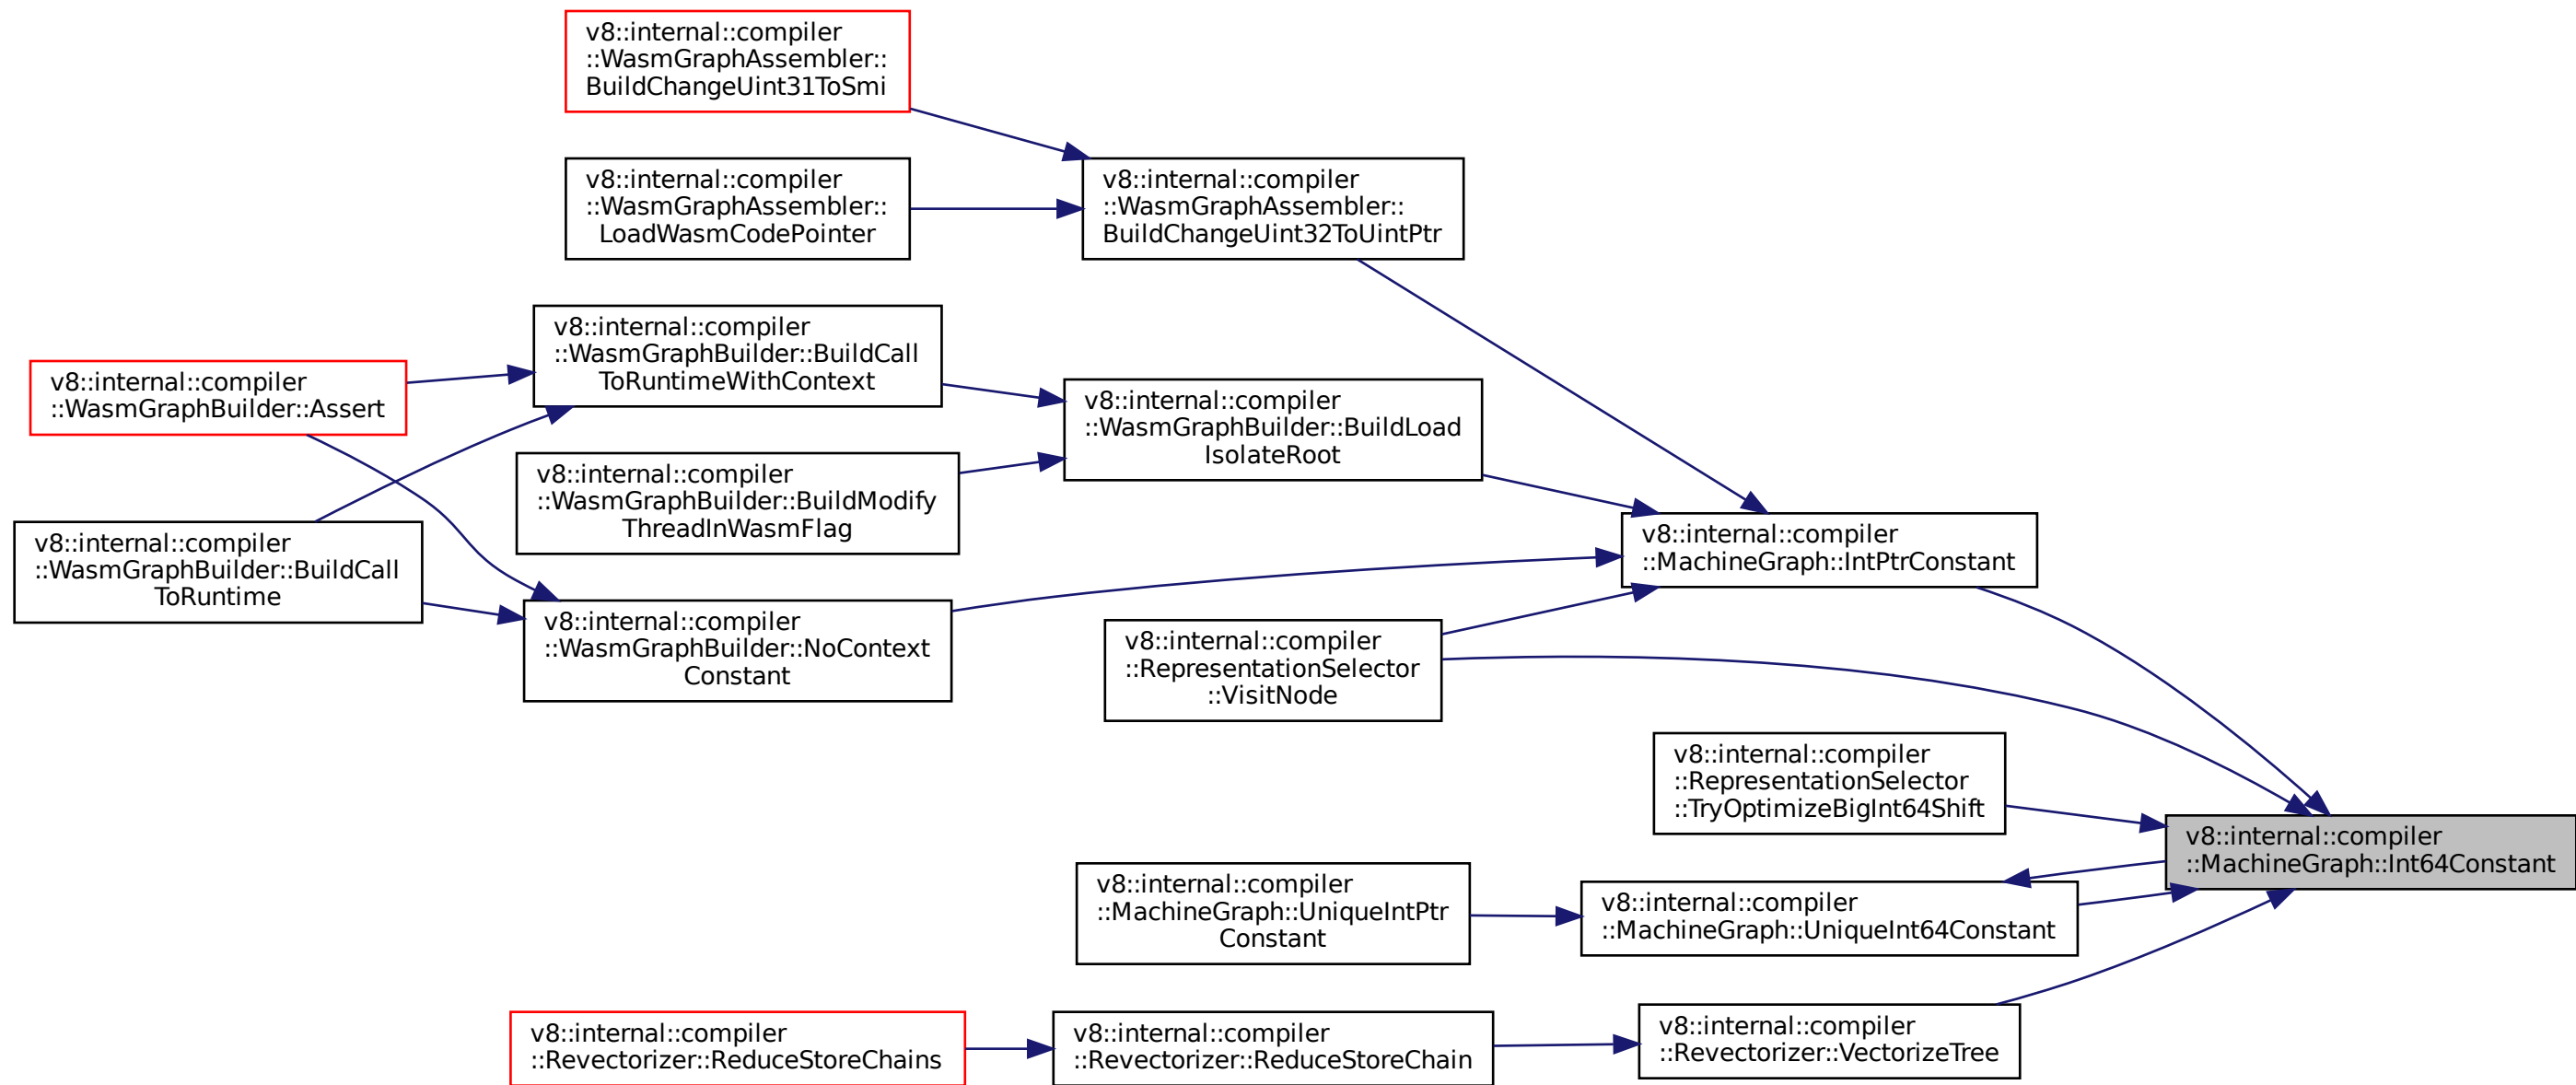 v8::internal::compiler
::WasmGraphAssembler::
BuildChangeUint31ToSmi
v8::internal::compiler
::WasmGraphAssembler::
LoadWasmCodePointer
v8::internal::compiler
::WasmGraphAssembler::
BuildChangeUint32ToUintPtr
v8::internal::compiler
::WasmGraphBuilder::BuildCall
ToRuntimeWithContext
v8::internal::compiler
::WasmGraphBuilder::Assert
v8::internal::compiler
::WasmGraphBuilder::BuildLoad
IsolateRoot
v8::internal::compiler
::WasmGraphBuilder::BuildModify
ThreadInWasmFlag
v8::internal::compiler
::MachineGraph::IntPtrConstant
v8::internal::compiler
::WasmGraphBuilder::BuildCall
ToRuntime
v8::internal::compiler
::WasmGraphBuilder::NoContext
Constant
v8::internal::compiler
::RepresentationSelector
::VisitNode
v8::internal::compiler
::RepresentationSelector
::TryOptimizeBigInt64Shift
v8::internal::compiler
::MachineGraph::Int64Constant
v8::internal::compiler
::MachineGraph::UniqueIntPtr
Constant
v8::internal::compiler
::MachineGraph::UniqueInt64Constant
v8::internal::compiler
::Revectorizer::ReduceStoreChains
v8::internal::compiler
::Revectorizer::ReduceStoreChain
v8::internal::compiler
::Revectorizer::VectorizeTree